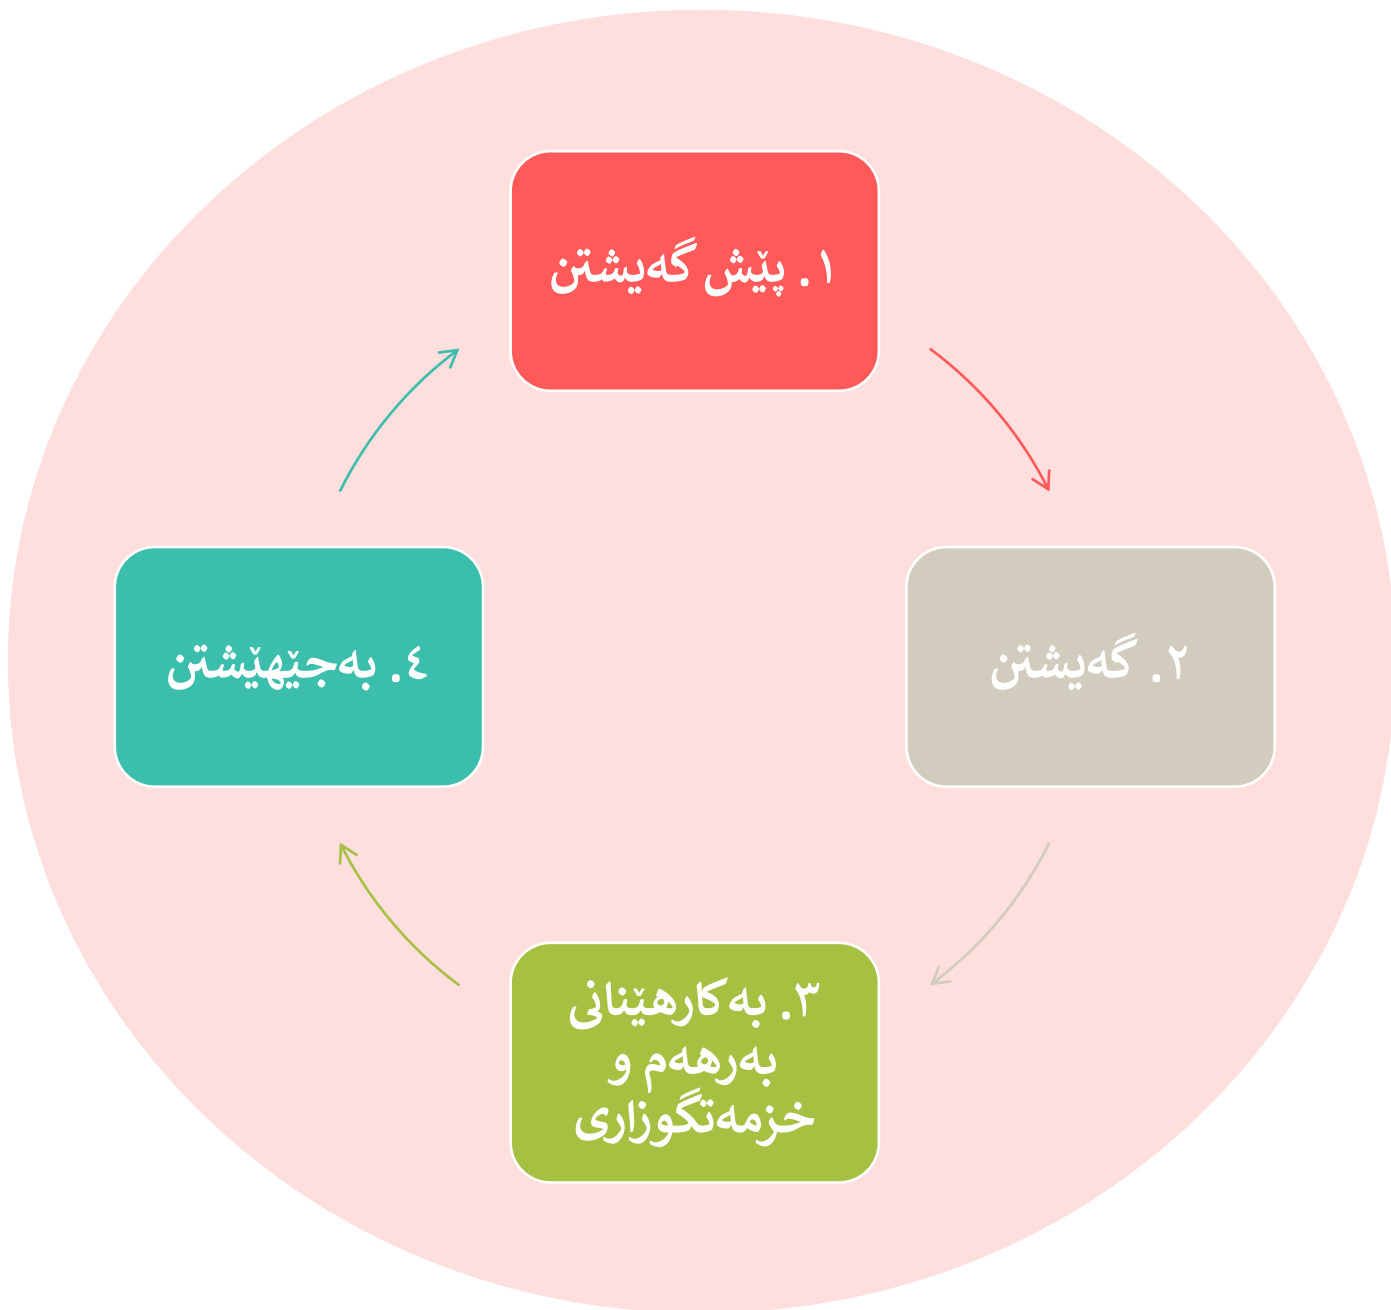 ١. پێش گەیشتن
٢. گەیشتن
٣. بەکارهێنانی
بەرهەم و
خزمەتگوزاری
٤. بەجێهێشتن